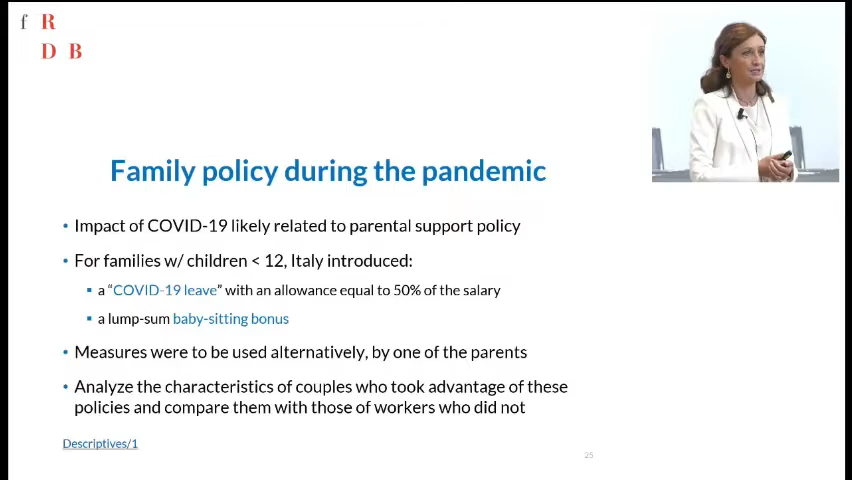 f R
D B
Family policy during the pandemic
• Impact of COVID-19 likely related to parental support policy
• For families w/ children < 12, Italy introduced:
▪ a “COVID-19 leave” with an allowance equal to 50% of the salary
▪ a lump-sum baby-sitting bonus
• Measures were to be used alternatively, by one of the parents
• Analyze the characteristics of couples who took advantage of these
policies and compare them with those of workers who did not
Descriptives/1
25